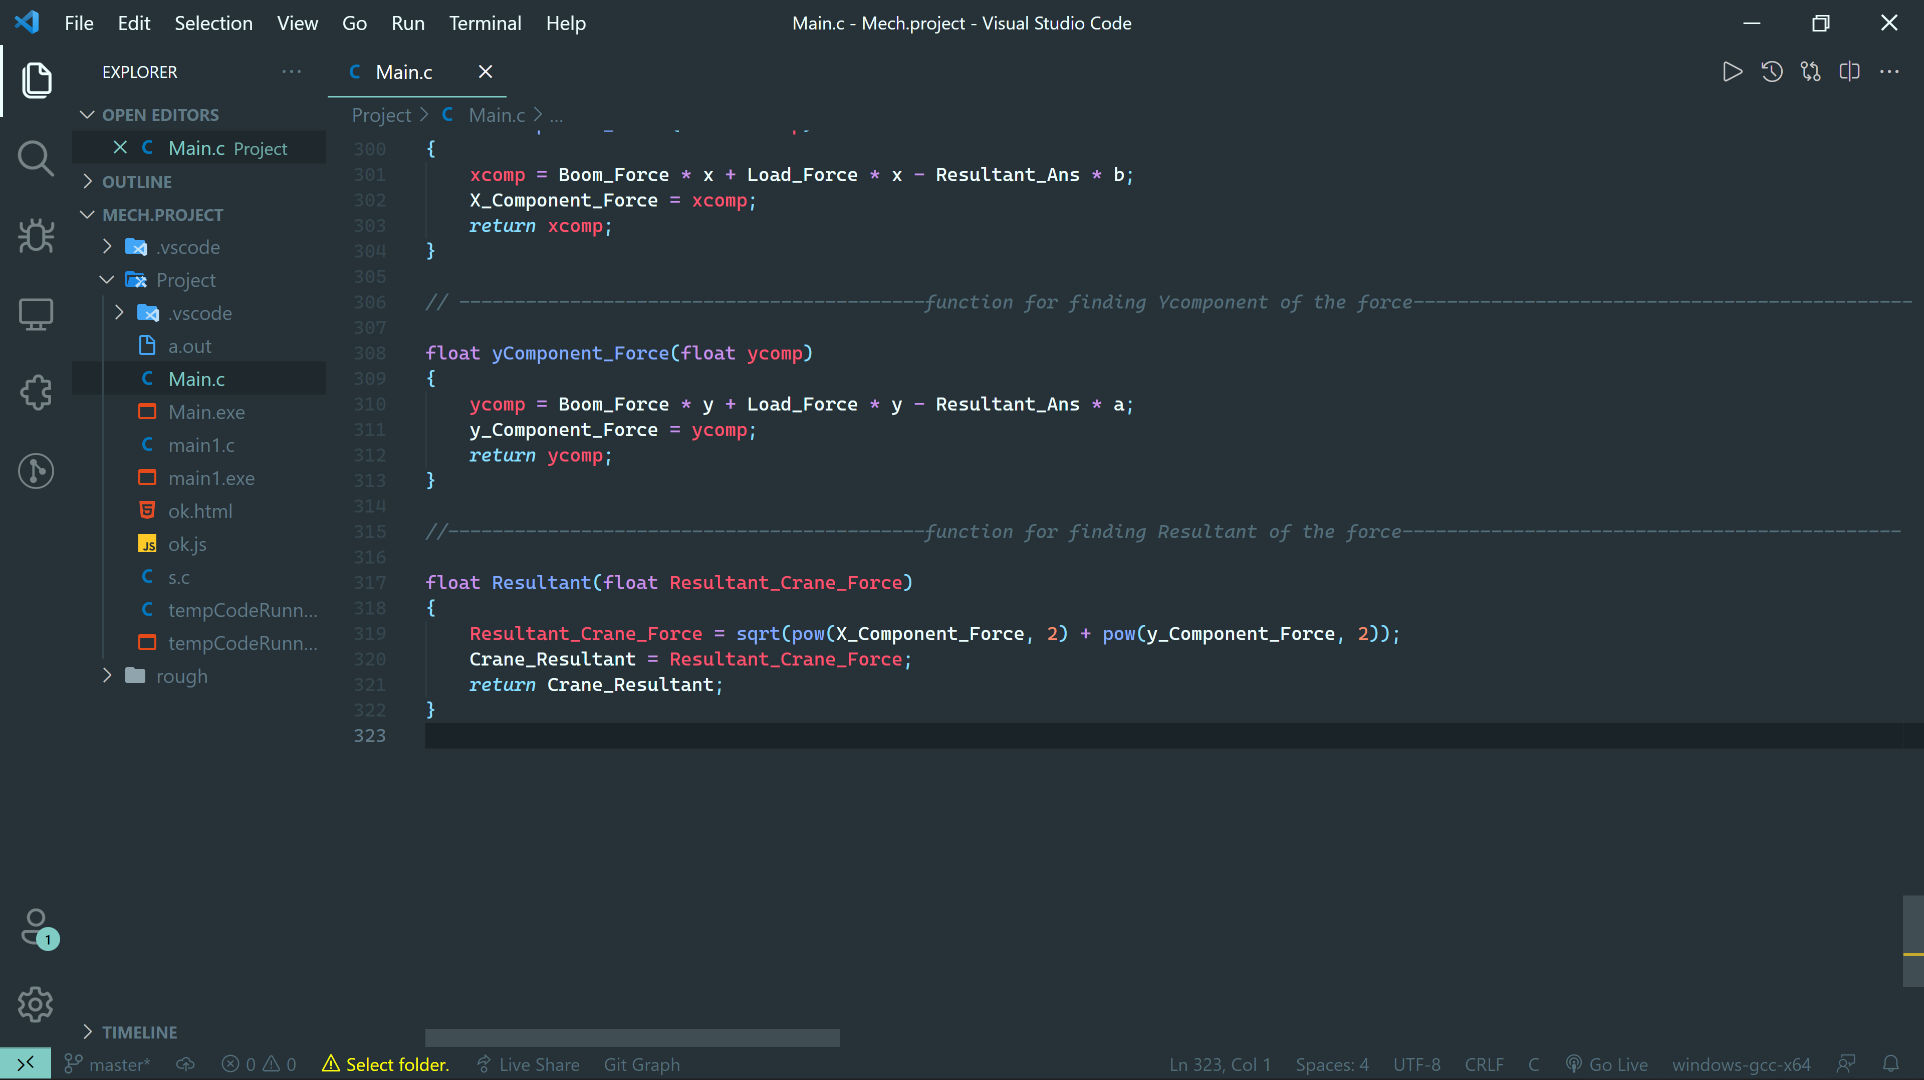 File Edit Selection View Go Run Terminal Help
Main.c - Mech.project - Visual Studio Code
EXPLORER
OPEN EDITORS
Main.c Project
OUTLINE
MECH.PROJECT
.vscode
Project
.vscode
a.out
Main.c
Main.exe
main1.c
main1.exe
ok.html
ok.js
s.c
tempCodeRunn...
tempCodeRunn...
rough
TIMELINE
Main.c
Project > Main.c > ...
300 {
301 xcomp = Boom_Force * x + Load_Force * x - Resultant_Ans * b;
302 X_Component_Force = xcomp;
303 return xcomp;
304 }
305
306 // ------------------------------------------function for finding Ycomponent of the force---------------------------------------------
307
308 float yComponent_Force(float ycomp)
309 {
310 ycomp = Boom_Force * y + Load_Force * y - Resultant_Ans * a;
311 y_Component_Force = ycomp;
312 return ycomp;
313 }
314
315 //-------------------------------------------function for finding Resultant of the force---------------------------------------------
316
317 float Resultant(float Resultant_Crane_Force)
318 {
319 Resultant_Crane_Force = sqrt(pow(X_Component_Force, 2) + pow(y_Component_Force, 2));
320 Crane_Resultant = Resultant_Crane_Force;
321 return Crane_Resultant;
322 }
323
1
master* 0 0 Select folder. Live Share Git Graph
Ln 323, Col 1 Spaces: 4 UTF-8 CRLF C Go Live windows-gcc-x64